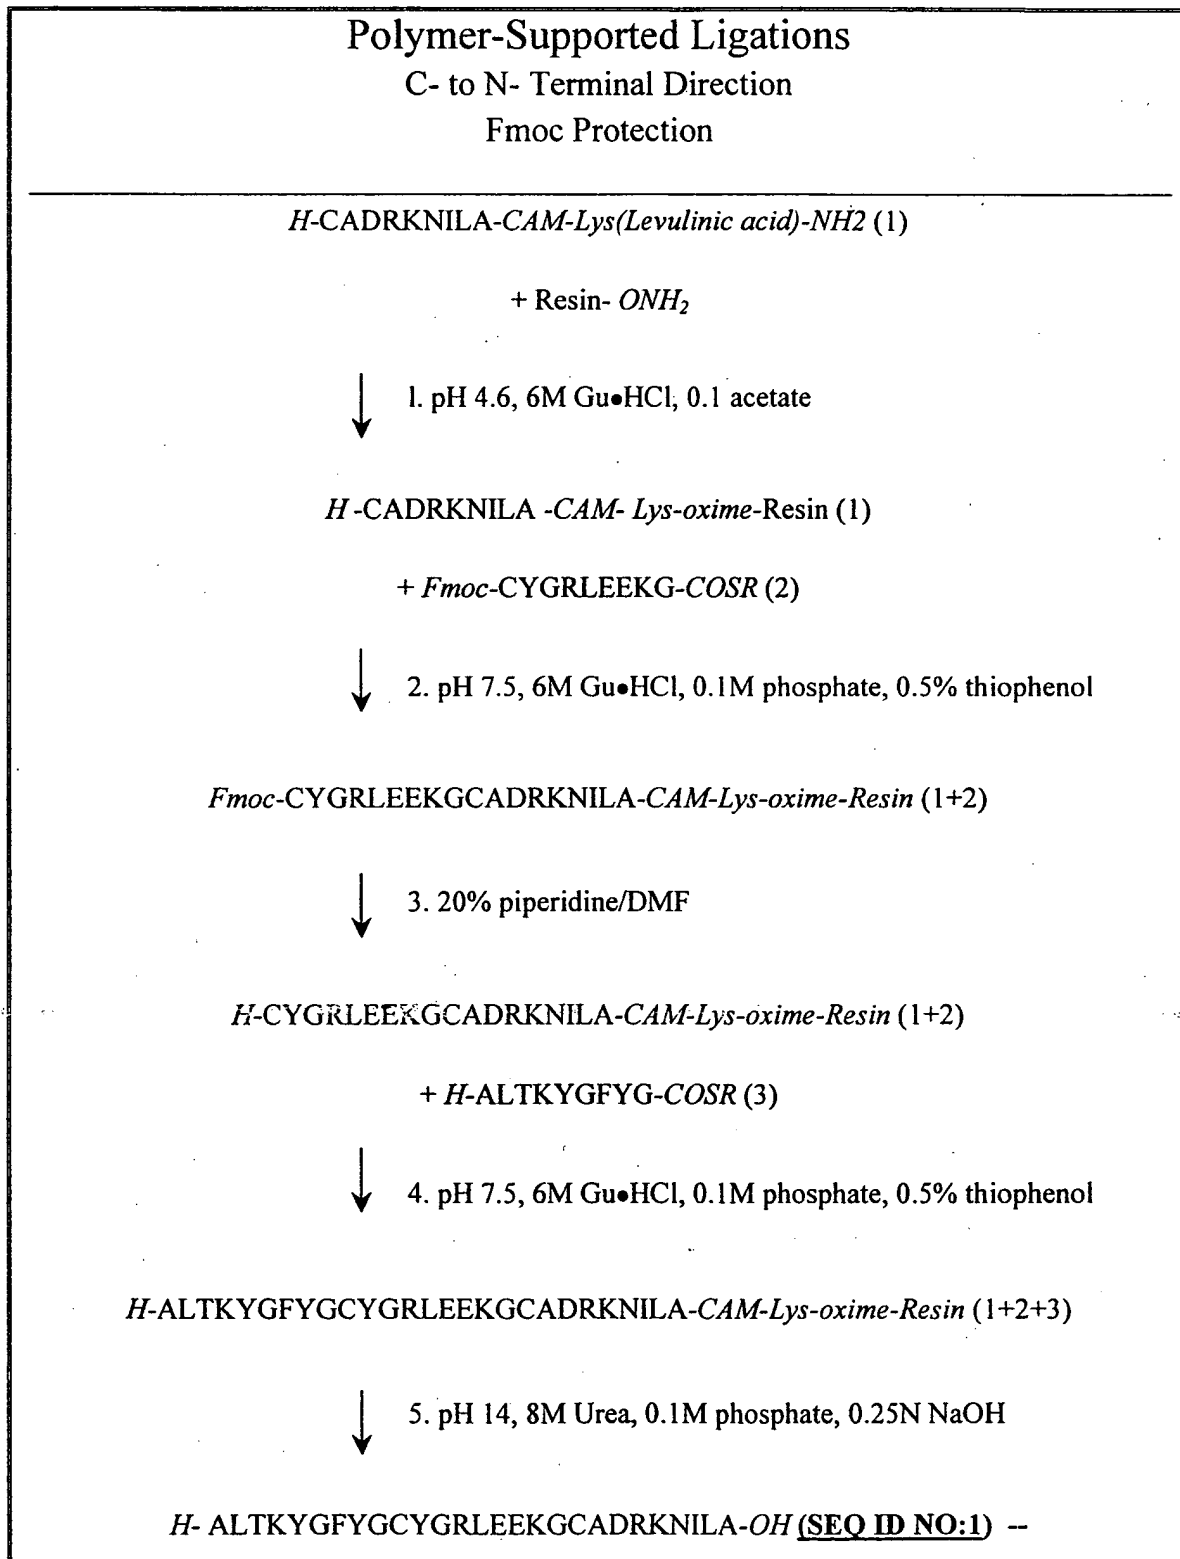 Polymer-Supported Ligations
C- to N- Terminal Direction
Fmoc Protection
H-CADRKNILA-CAM-Lys(Levulinic acid)-NH2 (1)
+ Resin- ONH₂
1. pH 4.6, 6M Gu●HCl, 0.1 acetate
H -CADRKNILA -CAM- Lys-oxime-Resin (1)
+ Fmoc-CYGRLEEKG-COSR (2)
2. pH 7.5, 6M Gu●HCl, 0.1M phosphate, 0.5% thiophenol
Fmoc-CYGRLEEKGCADRKNILA-CAM-Lys-oxime-Resin (1+2)
3. 20% piperidine/DMF
H-CYGRLEEKGCADRKNILA-CAM-Lys-oxime-Resin (1+2)
+ H-ALTKYGFYG-COSR (3)
4. pH 7.5, 6M Gu●HCl, 0.1M phosphate, 0.5% thiophenol
H-ALTKYGFYGCYGRLEEKGCADRKNILA-CAM-Lys-oxime-Resin (1+2+3)
5. pH 14, 8M Urea, 0.1M phosphate, 0.25N NaOH
H- ALTKYGFYGCYGRLEEKGCADRKNILA-OH (SEQ ID NO:1) --